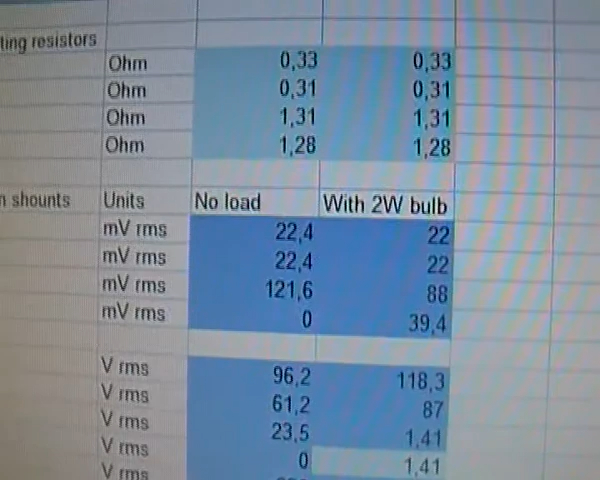 ting resistors
Ohm 0,33 0,33
Ohm 0,31 0,31
Ohm 1,31 1,31
Ohm 1,28 1,28
n shounts Units No load With 2W bulb
mV rms 22,4 22
mV rms 22,4 22
mV rms 121,6 88
mV rms 0 39,4
V rms 96,2 118,3
V rms 61,2 87
V rms 23,5 1,41
V rms 0 1,41
V rms